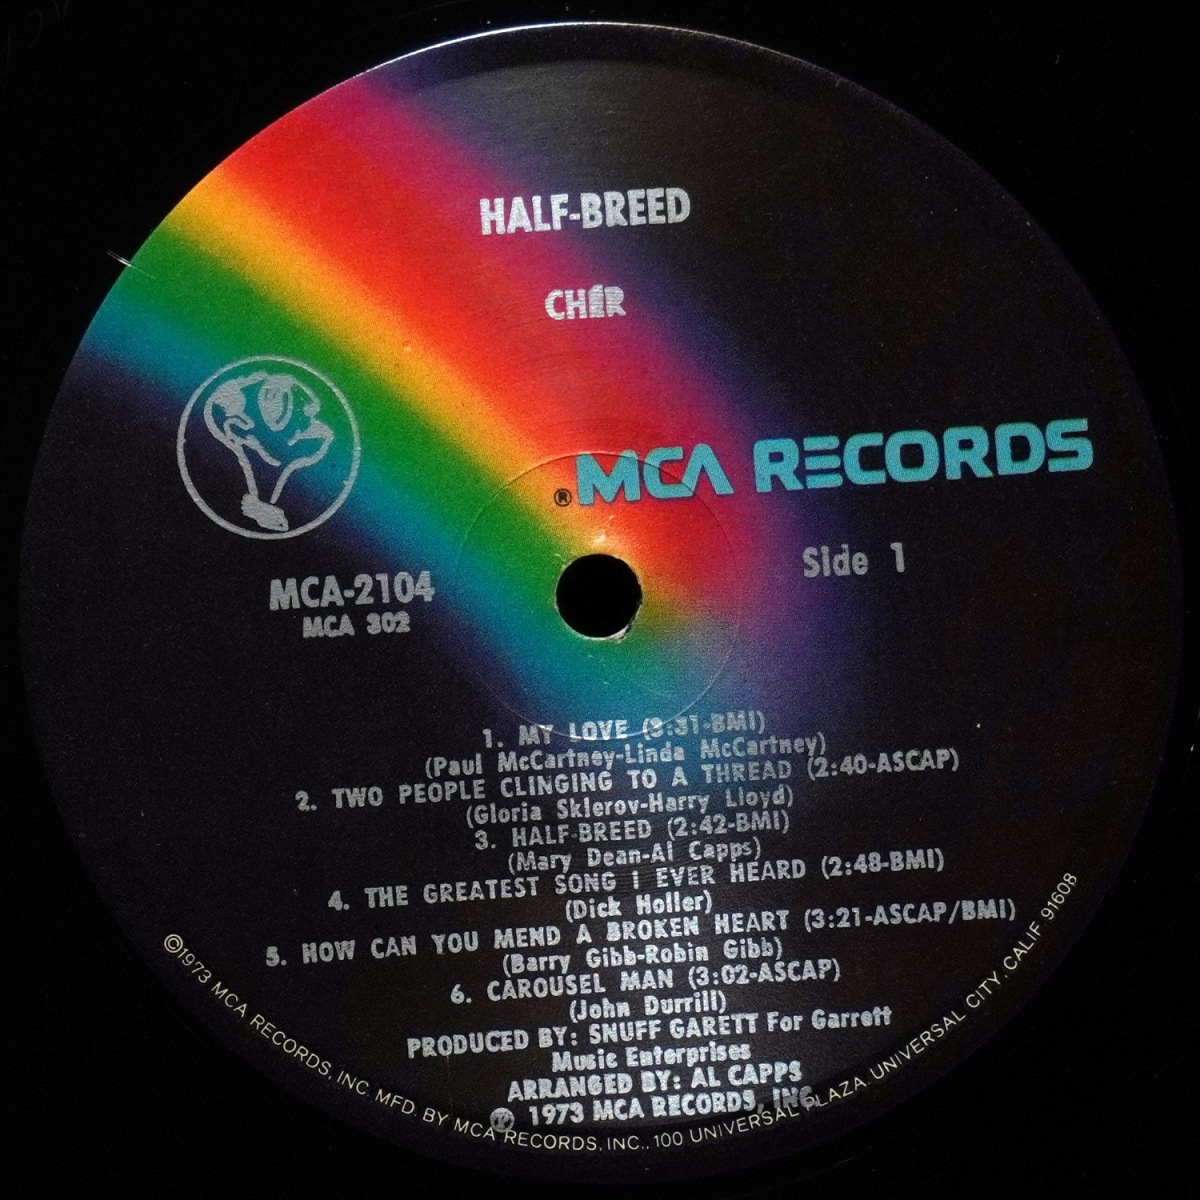 HALF-BREED
CHÉR
® MCA RECORDS
MCA-2104
MCA 302
Side 1
1. MY LOVE (3:31-BMI)
(Paul McCartney-Linda McCartney)
2. TWO PEOPLE CLINGING TO A THREAD (2:40-ASCAP)
(Gloria Sklerov-Harry Lloyd)
3. HALF-BREED (2:42-BMI)
(Mary Dean-Al Capps)
4. THE GREATEST SONG I EVER HEARD (2:48-BMI)
(Dick Holler)
5. HOW CAN YOU MEND A BROKEN HEART (3:21-ASCAP/BMI)
(Barry Gibb-Robin Gibb)
6. CAROUSEL MAN (3:02-ASCAP)
(John Durrill)
PRODUCED BY: SNUFF GARETT For Garrett
Music Enterprises
ARRANGED BY: AL CAPPS
℗ 1973 MCA RECORDS, INC.
©1973 MCA RECORDS, INC. MFD. BY MCA RECORDS, INC., 100 UNIVERSAL PLAZA. UNIVERSAL CITY. CALIF 91608